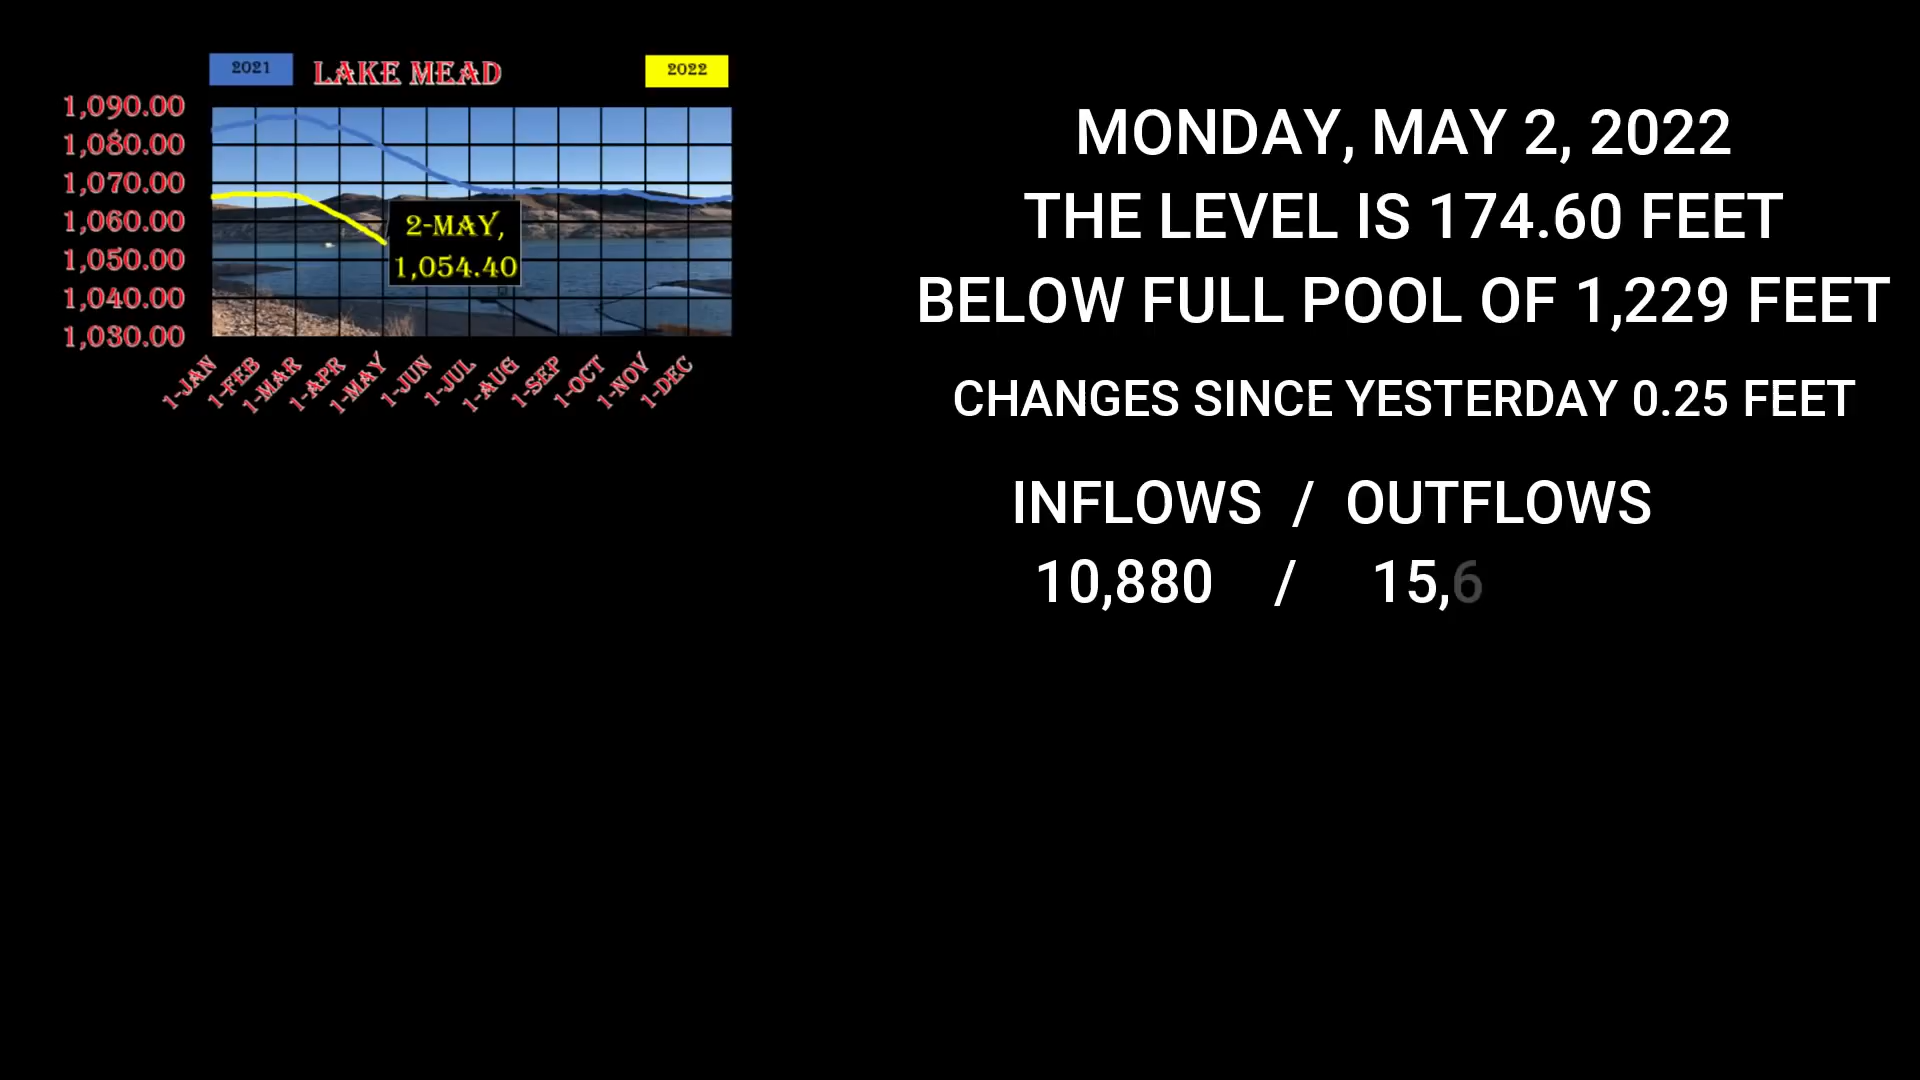 2021
LAKE MEAD
2022
1,090.00
1,080.00
1,070.00
1,060.00
1,050.00
1,040.00
1,030.00
2-MAY,
1,054.40
1-JAN
1-FEB
1-MAR
1-APR
1-MAY
1-JUN
1-JUL
1-AUG
1-SEP
1-OCT
1-NOV
1-DEC
MONDAY, MAY 2, 2022
THE LEVEL IS 174.60 FEET
BELOW FULL POOL OF 1,229 FEET
CHANGES SINCE YESTERDAY 0.25 FEET
INFLOWS / OUTFLOWS
10,880 / 15,6